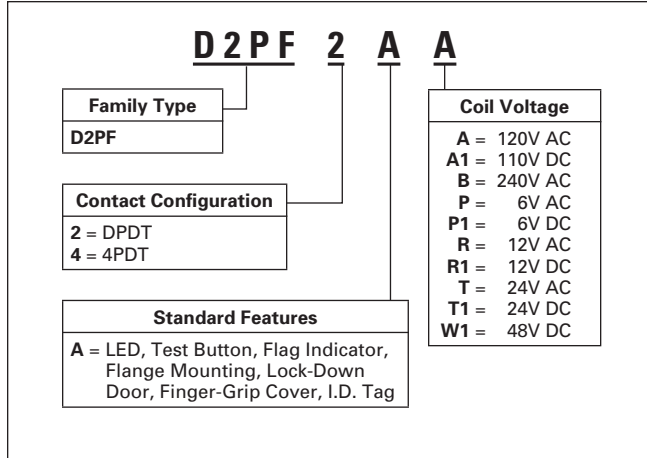 D2PF 2 A A
Family Type
D2PF
Contact Configuration
2 = DPDT
4 = 4PDT
Standard Features
A = LED, Test Button, Flag Indicator,
Flange Mounting, Lock-Down
Door, Finger-Grip Cover, I.D. Tag
Coil Voltage
A = 120V AC
A1 = 110V DC
B = 240V AC
P = 6V AC
P1 = 6V DC
R = 12V AC
R1 = 12V DC
T = 24V AC
T1 = 24V DC
W1 = 48V DC